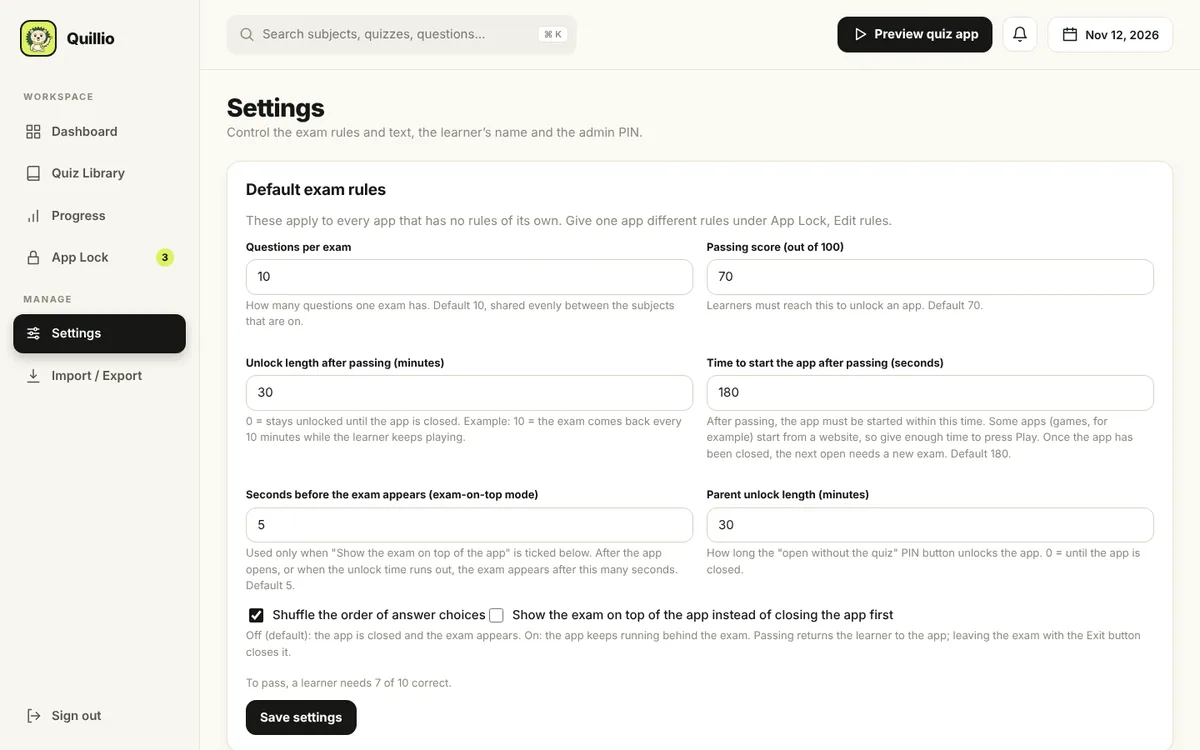 Quillio
Search subjects, quizzes, questions...
⌘ K
Preview quiz app
Nov 12, 2026
WORKSPACE
Dashboard
Quiz Library
Progress
App Lock
3
MANAGE
Settings
Import / Export
Sign out
Settings
Control the exam rules and text, the learner’s name and the admin PIN.
Default exam rules
These apply to every app that has no rules of its own. Give one app different rules under App Lock, Edit rules.
Questions per exam
10
How many questions one exam has. Default 10, shared evenly between the subjects
that are on.
Passing score (out of 100)
70
Learners must reach this to unlock an app. Default 70.
Unlock length after passing (minutes)
30
0 = stays unlocked until the app is closed. Example: 10 = the exam comes back every
10 minutes while the learner keeps playing.
Time to start the app after passing (seconds)
180
After passing, the app must be started within this time. Some apps (games, for
example) start from a website, so give enough time to press Play. Once the app has
been closed, the next open needs a new exam. Default 180.
Seconds before the exam appears (exam-on-top mode)
5
Used only when "Show the exam on top of the app" is ticked below. After the app
opens, or when the unlock time runs out, the exam appears after this many seconds.
Default 5.
Parent unlock length (minutes)
30
How long the "open without the quiz" PIN button unlocks the app. 0 = until the app is
closed.
Shuffle the order of answer choices
Show the exam on top of the app instead of closing the app first
Off (default): the app is closed and the exam appears. On: the app keeps running behind the exam. Passing returns the learner to the app; leaving the exam with the Exit button
closes it.
To pass, a learner needs 7 of 10 correct.
Save settings